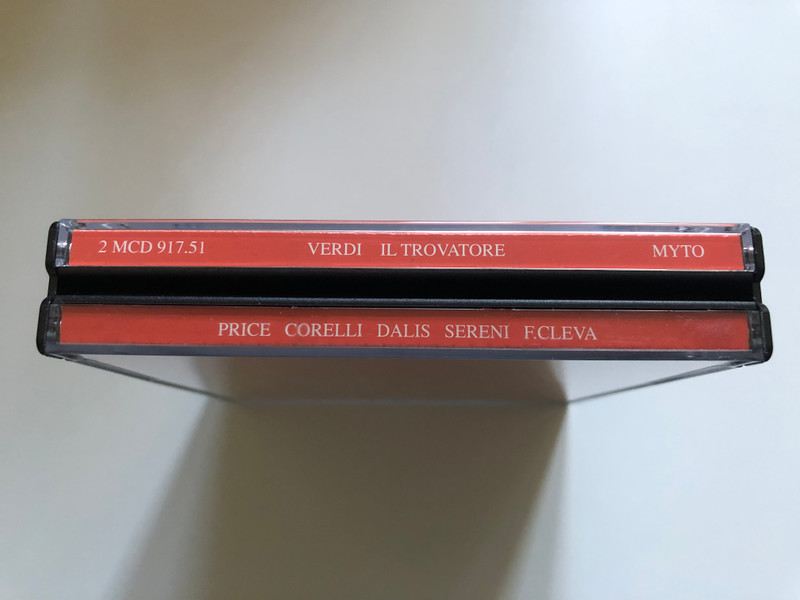 2 MCD 917.51 VERDI IL TROVATORE MYTO
PRICE CORELLI DALIS SERENI F.CLEVA